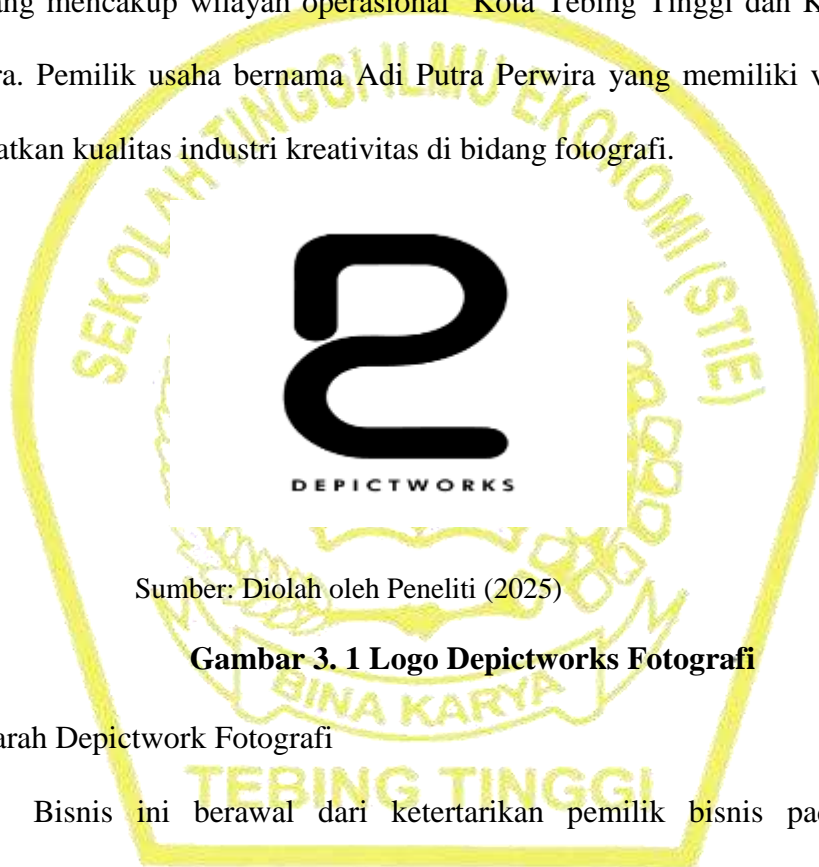 ang mencakup wilayah operasional Kota Tebing Tinggi dan K
ra. Pemilik usaha bernama Adi Putra Perwira yang memiliki v
atkan kualitas industri kreativitas di bidang fotografi.
SEKOLAH TINGGI ILMU EKONOMI (STIE)
DEPICTWORKS
Sumber: Diolah oleh Peneliti (2025)
Gambar 3. 1 Logo Depictworks Fotografi
BINA KARYA
arah Depictwork Fotografi
TEBING TINGGI
Bisnis ini berawal dari ketertarikan pemilik bisnis pad